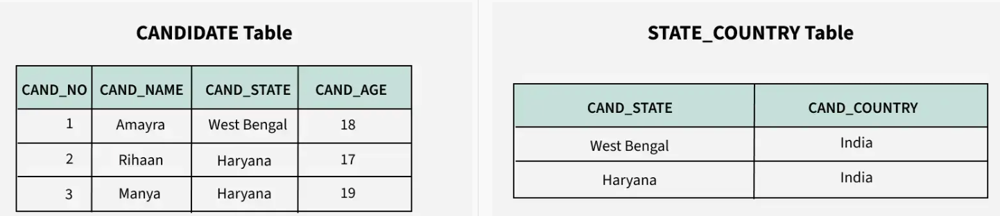 CANDIDATE Table
CAND_NO CAND_NAME CAND_STATE CAND_AGE
1 Amayra West Bengal 18
2 Rihaan Haryana 17
3 Manya Haryana 19
STATE_COUNTRY Table
CAND_STATE CAND_COUNTRY
West Bengal India
Haryana India